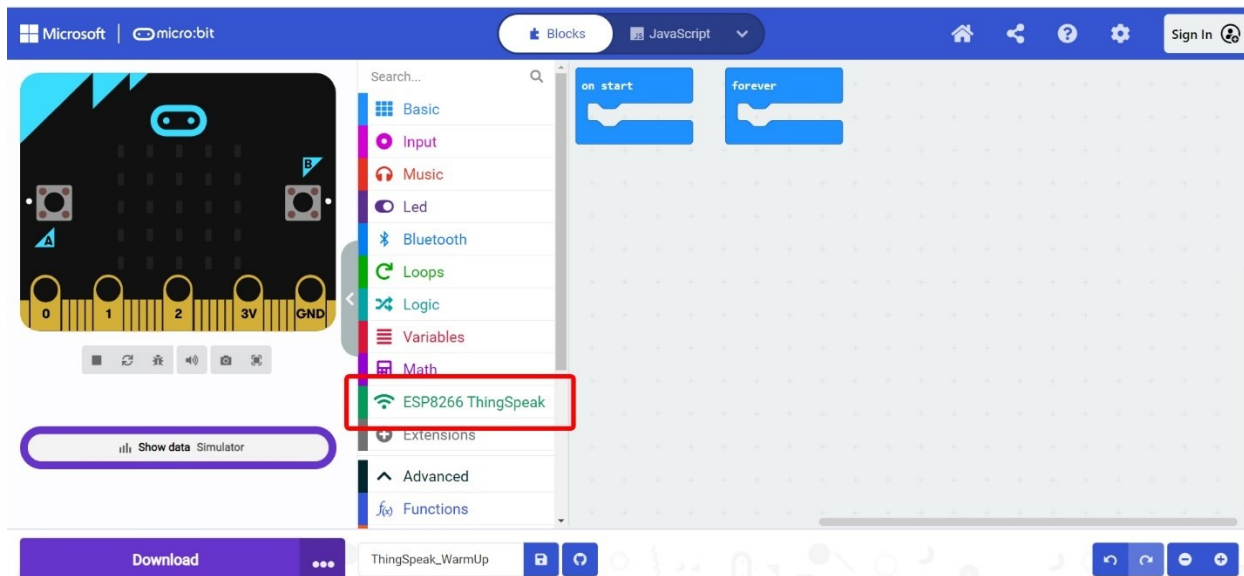 Microsoft micro:bit
Blocks
JS JavaScript
Sign In
Search...
Basic
Input
Music
Led
Bluetooth
Loops
Logic
Variables
Math
ESP8266 ThingSpeak
Extensions
Advanced
f(x) Functions
on start
forever
B
A
0 1 2 3V GND
Show data Simulator
Download
ThingSpeak_WarmUp